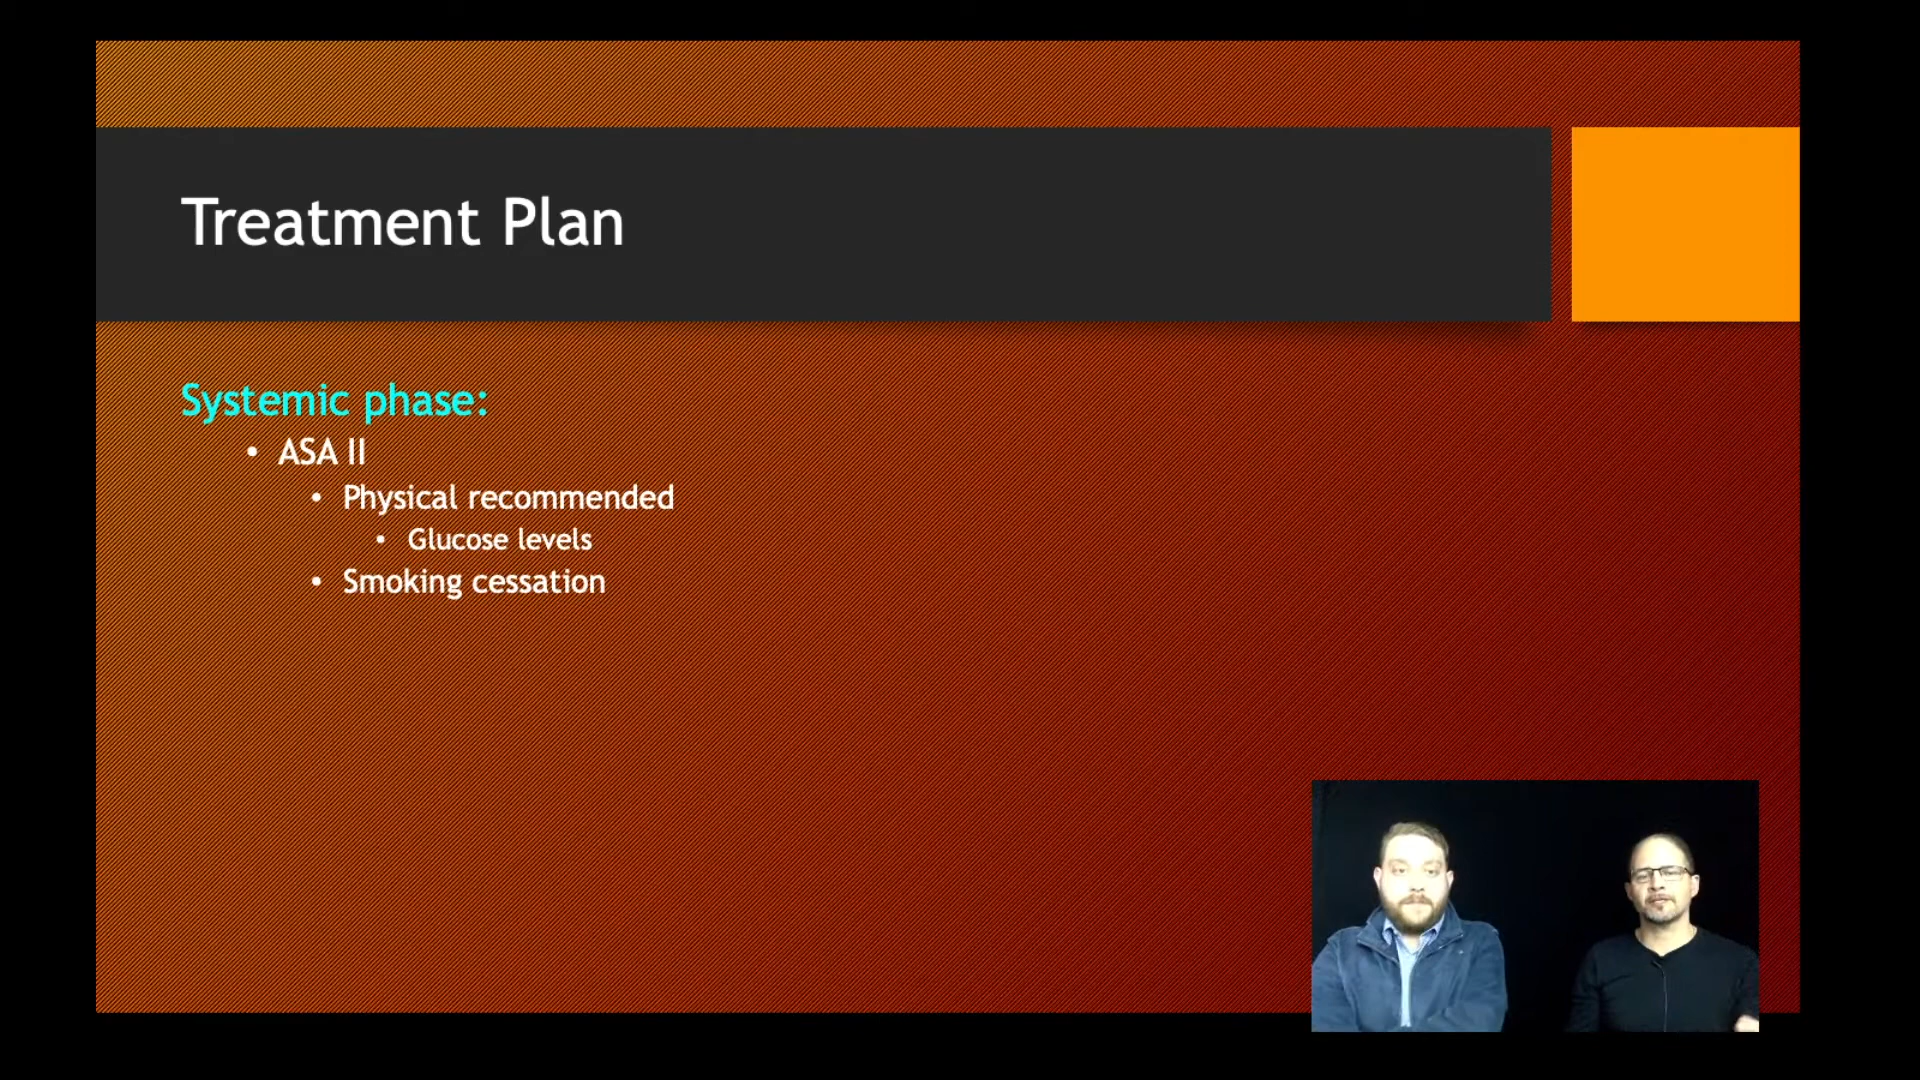 Treatment Plan
Systemic phase:
• ASA II
• Physical recommended
• Glucose levels
• Smoking cessation